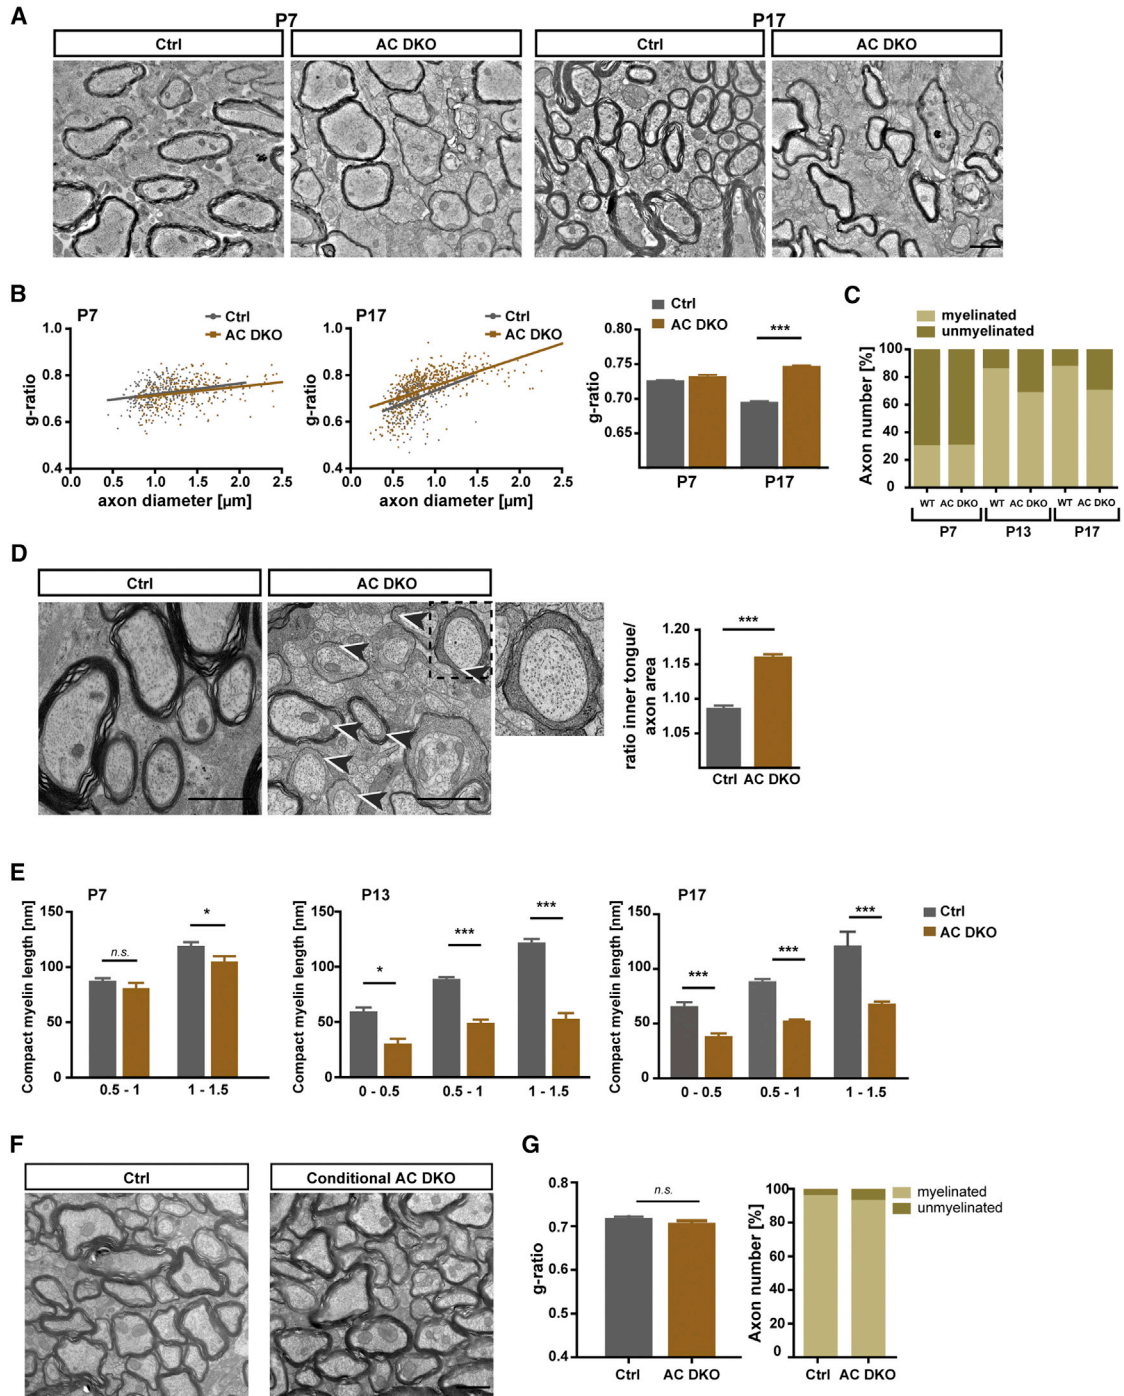 A
P7
P17
Ctrl
AC DKO
Ctrl
AC DKO
B
P7
Ctrl
AC DKO
1.0
0.8
0.6
0.4
g-ratio
0.0
0.5
1.0
1.5
2.0
2.5
axon diameter [µm]
P17
Ctrl
AC DKO
1.0
0.8
0.6
0.4
g-ratio
0.0
0.5
1.0
1.5
2.0
2.5
axon diameter [µm]
Ctrl
AC DKO
0.80
0.75
0.70
0.65
g-ratio
***
P7
P17
C
myelinated
unmyelinated
100
80
60
40
20
0
Axon number [%]
WT AC DKO WT AC DKO WT AC DKO
P7
P13
P17
D
Ctrl
AC DKO
1.20
1.15
1.10
1.05
ratio inner tongue/
axon area
***
Ctrl AC DKO
E
P7
150
100
50
0
Compact myelin length [nm]
n.s.
*
0.5 - 1
1 - 1.5
P13
150
100
50
0
Compact myelin length [nm]
*
***
***
0 - 0.5
0.5 - 1
1 - 1.5
P17
150
100
50
0
Compact myelin length [nm]
***
***
***
0 - 0.5
0.5 - 1
1 - 1.5
Ctrl
AC DKO
F
Ctrl
Conditional AC DKO
G
0.8
0.7
0.6
0.5
0.4
g-ratio
n.s.
Ctrl
AC DKO
100
80
60
40
20
0
Axon number [%]
Ctrl AC DKO
myelinated
unmyelinated